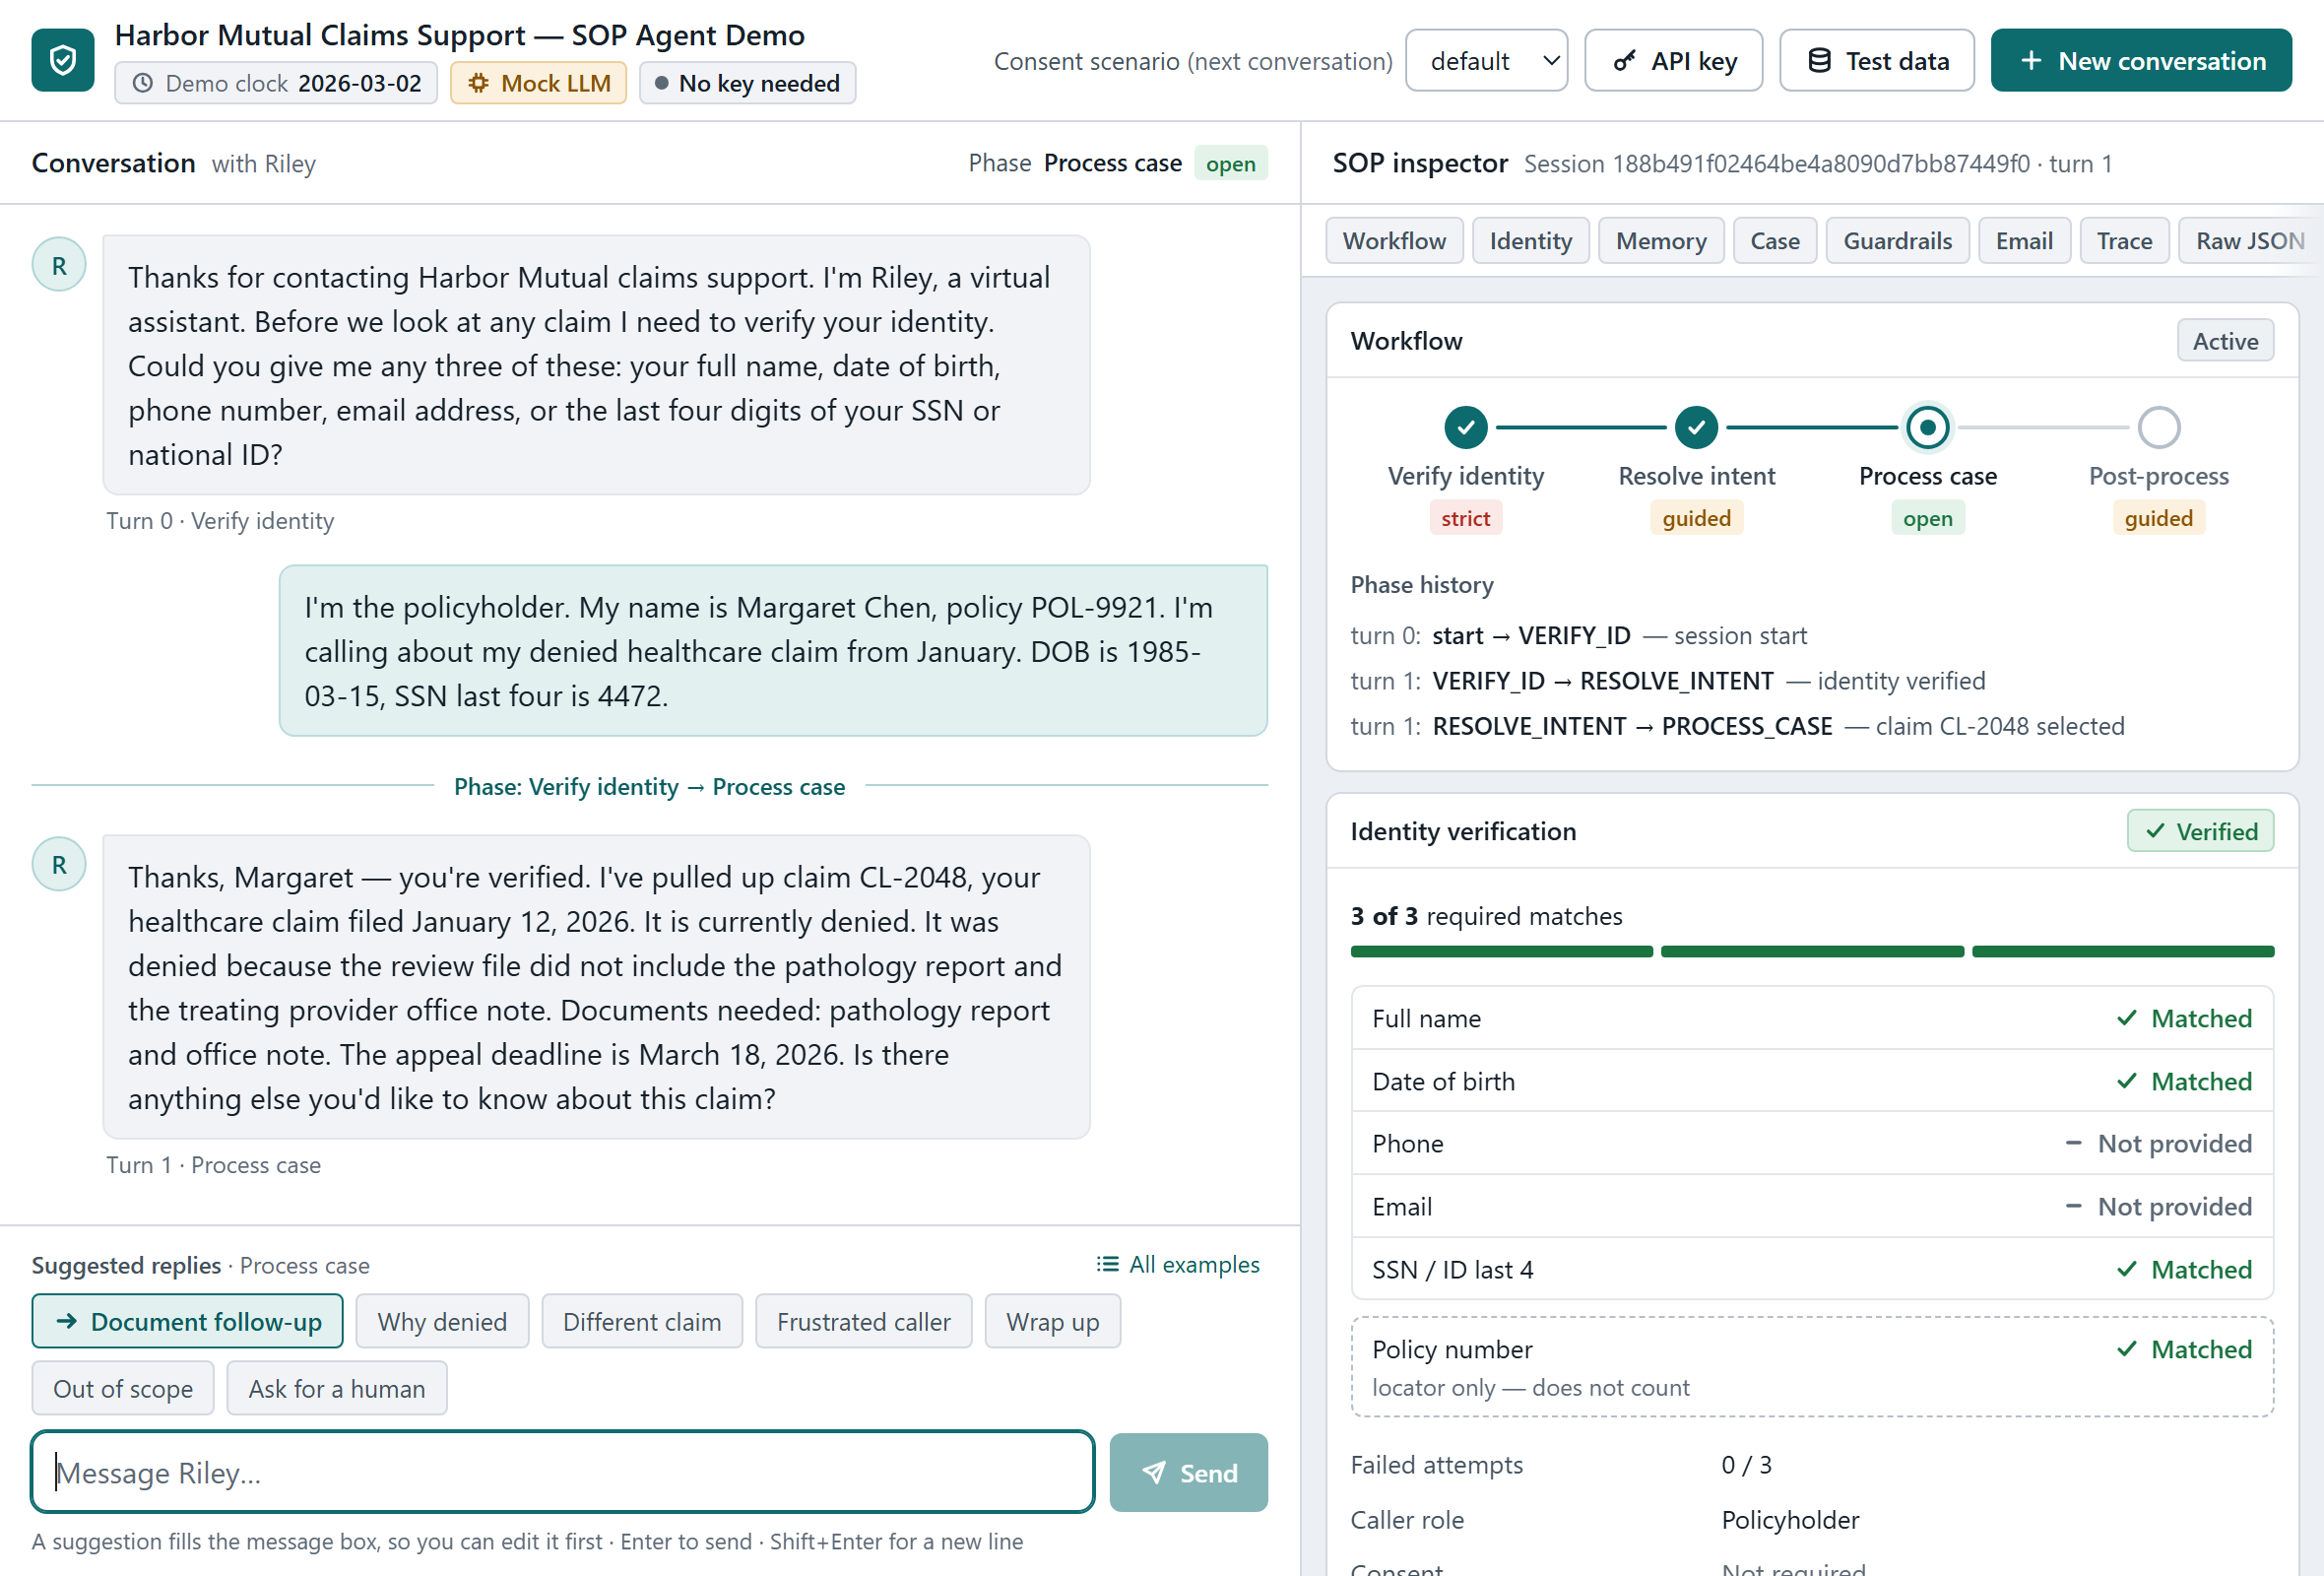 Harbor Mutual Claims Support — SOP Agent Demo
Demo clock 2026-03-02
Mock LLM
No key needed
Consent scenario (next conversation)
default
API key
Test data
New conversation
Conversation with Riley
Phase Process case open
R
Thanks for contacting Harbor Mutual claims support. I'm Riley, a virtual
assistant. Before we look at any claim I need to verify your identity.
Could you give me any three of these: your full name, date of birth,
phone number, email address, or the last four digits of your SSN or
national ID?
Turn 0 · Verify identity
I'm the policyholder. My name is Margaret Chen, policy POL-9921. I'm
calling about my denied healthcare claim from January. DOB is 1985-
03-15, SSN last four is 4472.
Phase: Verify identity → Process case
R
Thanks, Margaret — you're verified. I've pulled up claim CL-2048, your
healthcare claim filed January 12, 2026. It is currently denied. It was
denied because the review file did not include the pathology report and
the treating provider office note. Documents needed: pathology report
and office note. The appeal deadline is March 18, 2026. Is there
anything else you'd like to know about this claim?
Turn 1 · Process case
Suggested replies · Process case
All examples
→ Document follow-up
Why denied
Different claim
Frustrated caller
Wrap up
Out of scope
Ask for a human
Message Riley...
Send
A suggestion fills the message box, so you can edit it first · Enter to send · Shift+Enter for a new line
SOP inspector Session 188b491f02464be4a8090d7bb87449f0 · turn 1
Workflow
Identity
Memory
Case
Guardrails
Email
Trace
Raw JSON
Workflow
Active
Verify identity
Resolve intent
Process case
Post-process
strict
guided
open
guided
Phase history
turn 0: start → VERIFY_ID — session start
turn 1: VERIFY_ID → RESOLVE_INTENT — identity verified
turn 1: RESOLVE_INTENT → PROCESS_CASE — claim CL-2048 selected
Identity verification
Verified
3 of 3 required matches
Full name Matched
Date of birth Matched
Phone Not provided
Email Not provided
SSN / ID last 4 Matched
Policy number Matched
locator only — does not count
Failed attempts 0 / 3
Caller role Policyholder
Consent Not required